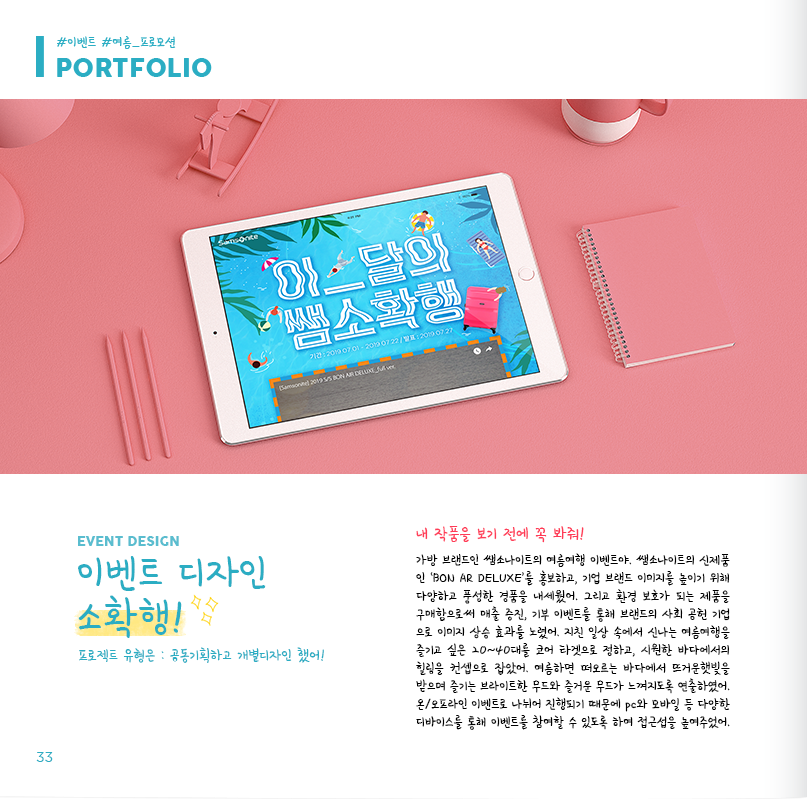 #이벤트 #여름_프로모션
PORTFOLIO
Samsonite
이_달의
쌤소확행
기간 : 2019.07.01 - 2019.07.22 / 발표 : 2019.07.27
[Samsonite] 2019 S/S BON AIR DELUXE_full ver.
EVENT DESIGN
이벤트 디자인
소확행!
프로젝트 유형은 : 공동기획하고 개별디자인 했어!
내 작품을 보기 전에 꼭 봐줘!
가방 브랜드인 쌤소나이트의 여름여행 이벤트야. 쌤소나이트의 신제품
인 'BON AR DELUXE'를 홍보하고, 기업 브랜드 이미지를 높이기 위해
다양하고 풍성한 경품을 내세웠어. 그리고 환경 보호가 되는 제품을
구매함으로써 매출 증진, 기부 이벤트를 통해 브랜드의 사회 공헌 기업
으로 이미지 상승 효과를 노렸어. 지친 일상 속에서 신나는 여름여행을
즐기고 싶은 20~40대를 코어 타겟으로 정하고, 시원한 바다에서의
힐링을 컨셉으로 잡았어. 여름하면 떠오르는 바다에서 뜨거운햇빛을
받으며 즐기는 브라이트한 무드와 즐거운 무드가 느껴지도록 연출하였어.
온/오프라인 이벤트로 나뉘어 진행되기 때문에 pc와 모바일 등 다양한
디바이스를 통해 이벤트를 참여할 수 있도록 하여 접근섭을 높여주었어.
33